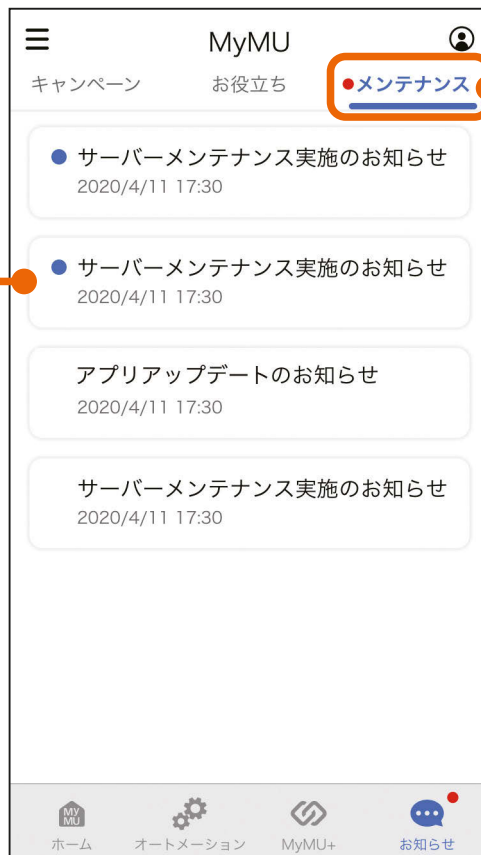 MyMU
キャンペーン お役立ち メンテナンス
サーバーメンテナンス実施のお知らせ
2020/4/11 17:30
サーバーメンテナンス実施のお知らせ
2020/4/11 17:30
アプリアップデートのお知らせ
2020/4/11 17:30
サーバーメンテナンス実施のお知らせ
2020/4/11 17:30
MY
MU
ホーム オートメーション MyMU+ お知らせ